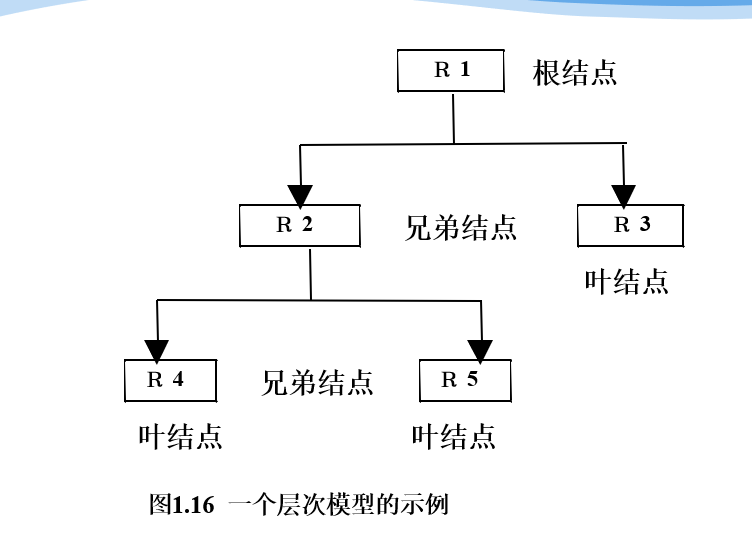 R 1 根结点
R 2 兄弟结点 R 3
叶结点
R 4 兄弟结点 R 5
叶结点 叶结点
图1.16 一个层次模型的示例